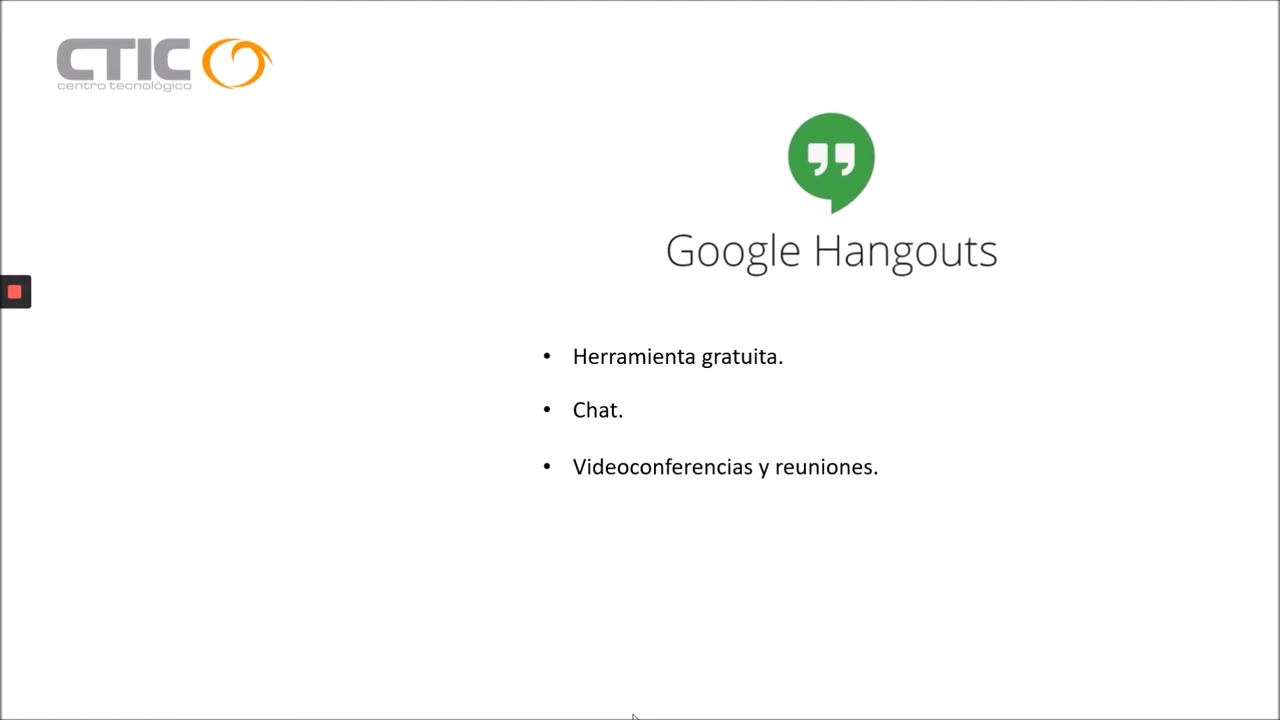 CTIC
centro tecnológico
Google Hangouts
• Herramienta gratuita.
• Chat.
• Videoconferencias y reuniones.